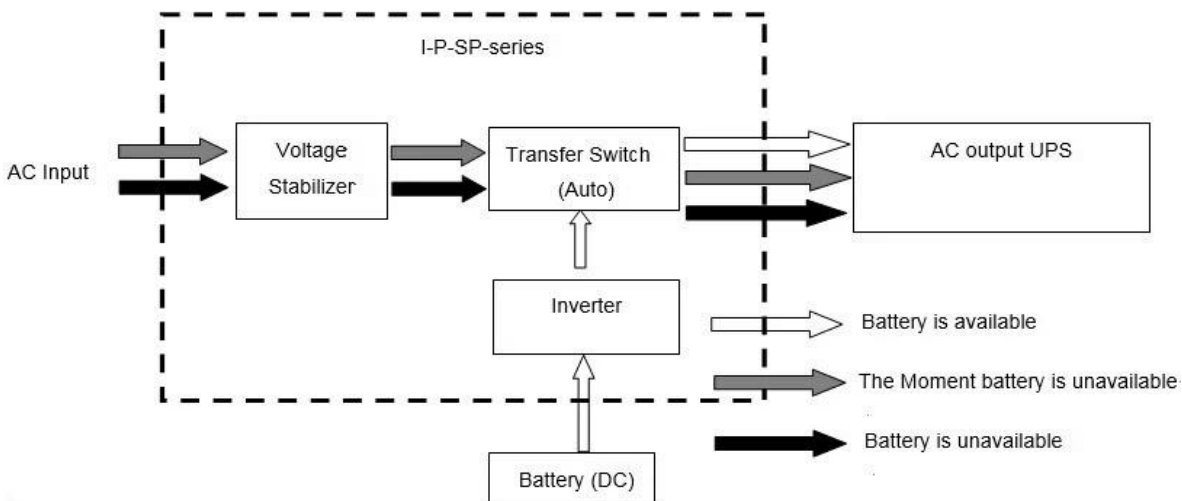 I-P-SP-series
AC Input
Voltage
Stabilizer
Transfer Switch
(Auto)
AC output UPS
Inverter
Battery (DC)
Battery is available
The Moment battery is unavailable
Battery is unavailable